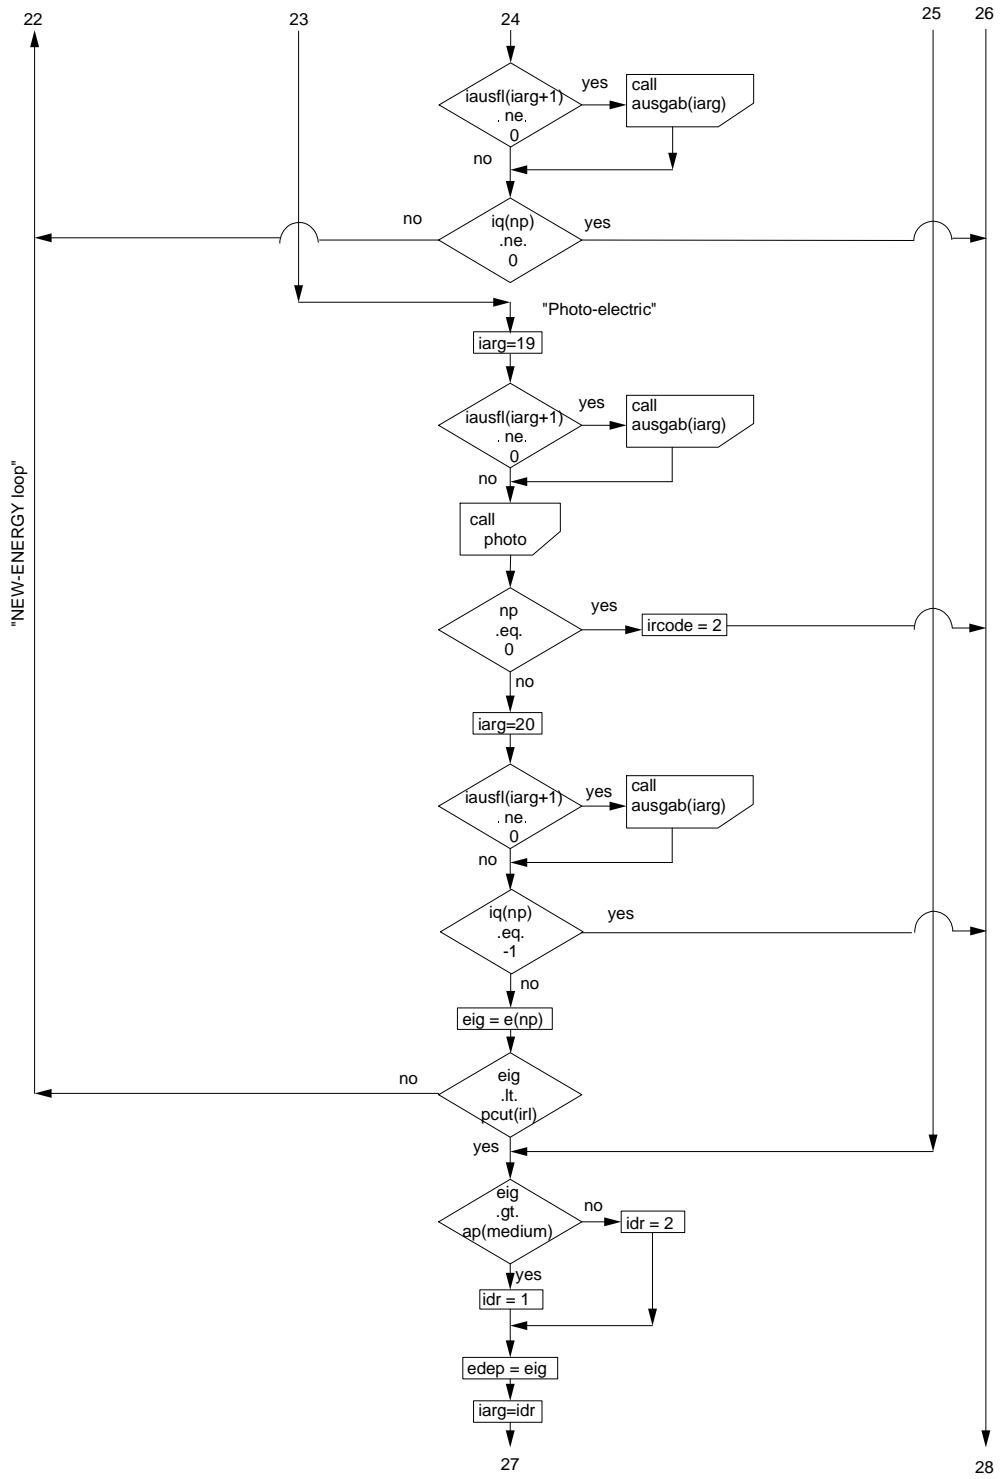 22
23
24
25
26
iausfl(iarg+1)
. ne.
0
yes
call
ausgab(iarg)
no
iq(np)
.ne.
0
no
yes
"Photo-electric"
iarg=19
iausfl(iarg+1)
. ne.
0
yes
call
ausgab(iarg)
no
call
photo
"NEW-ENERGY loop"
np
.eq.
0
yes
ircode = 2
no
iarg=20
iausfl(iarg+1)
. ne.
0
yes
call
ausgab(iarg)
no
iq(np)
.eq.
-1
yes
no
eig = e(np)
eig
.lt.
pcut(irl)
no
yes
eig
.gt.
ap(medium)
no
idr = 2
yes
idr = 1
edep = eig
iarg=idr
27
28